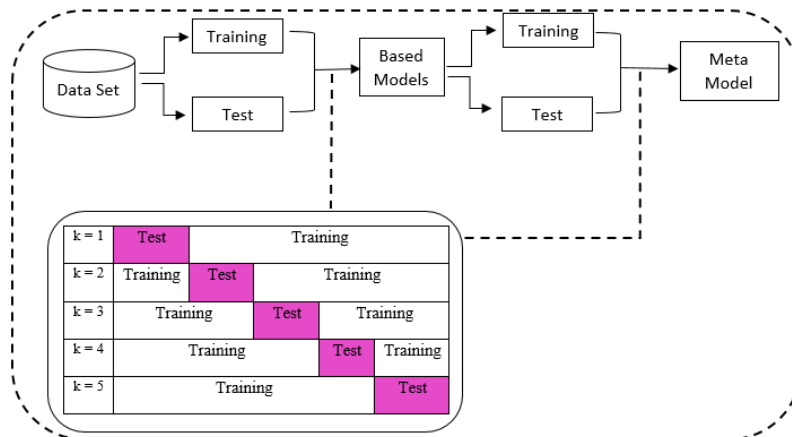 Training
Data Set
Test
Based
Models
Training
Test
Meta
Model
k = 1 Test Training
k = 2 Training Test Training
k = 3 Training Test Training
k = 4 Training Test Training
k = 5 Training Test